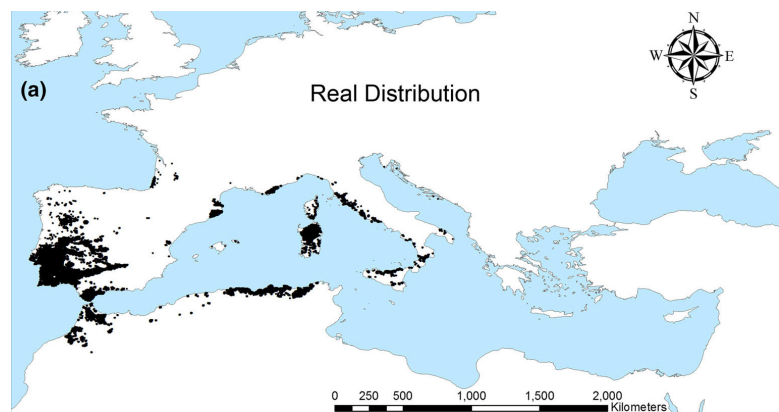 N
(a)
W E
Real Distribution
S
0 250 500 1,000 1,500 2,000
Kilometers